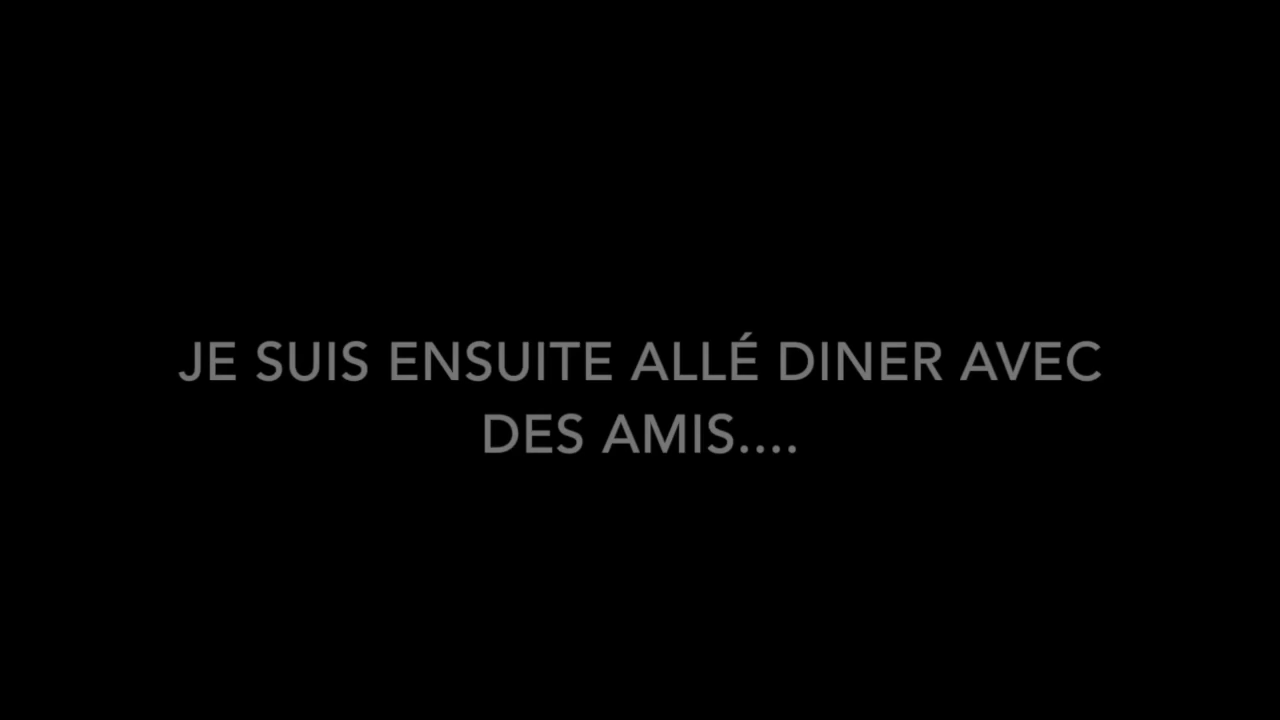 JE SUIS ENSUITE ALLÉ DINER AVEC
DES AMIS....